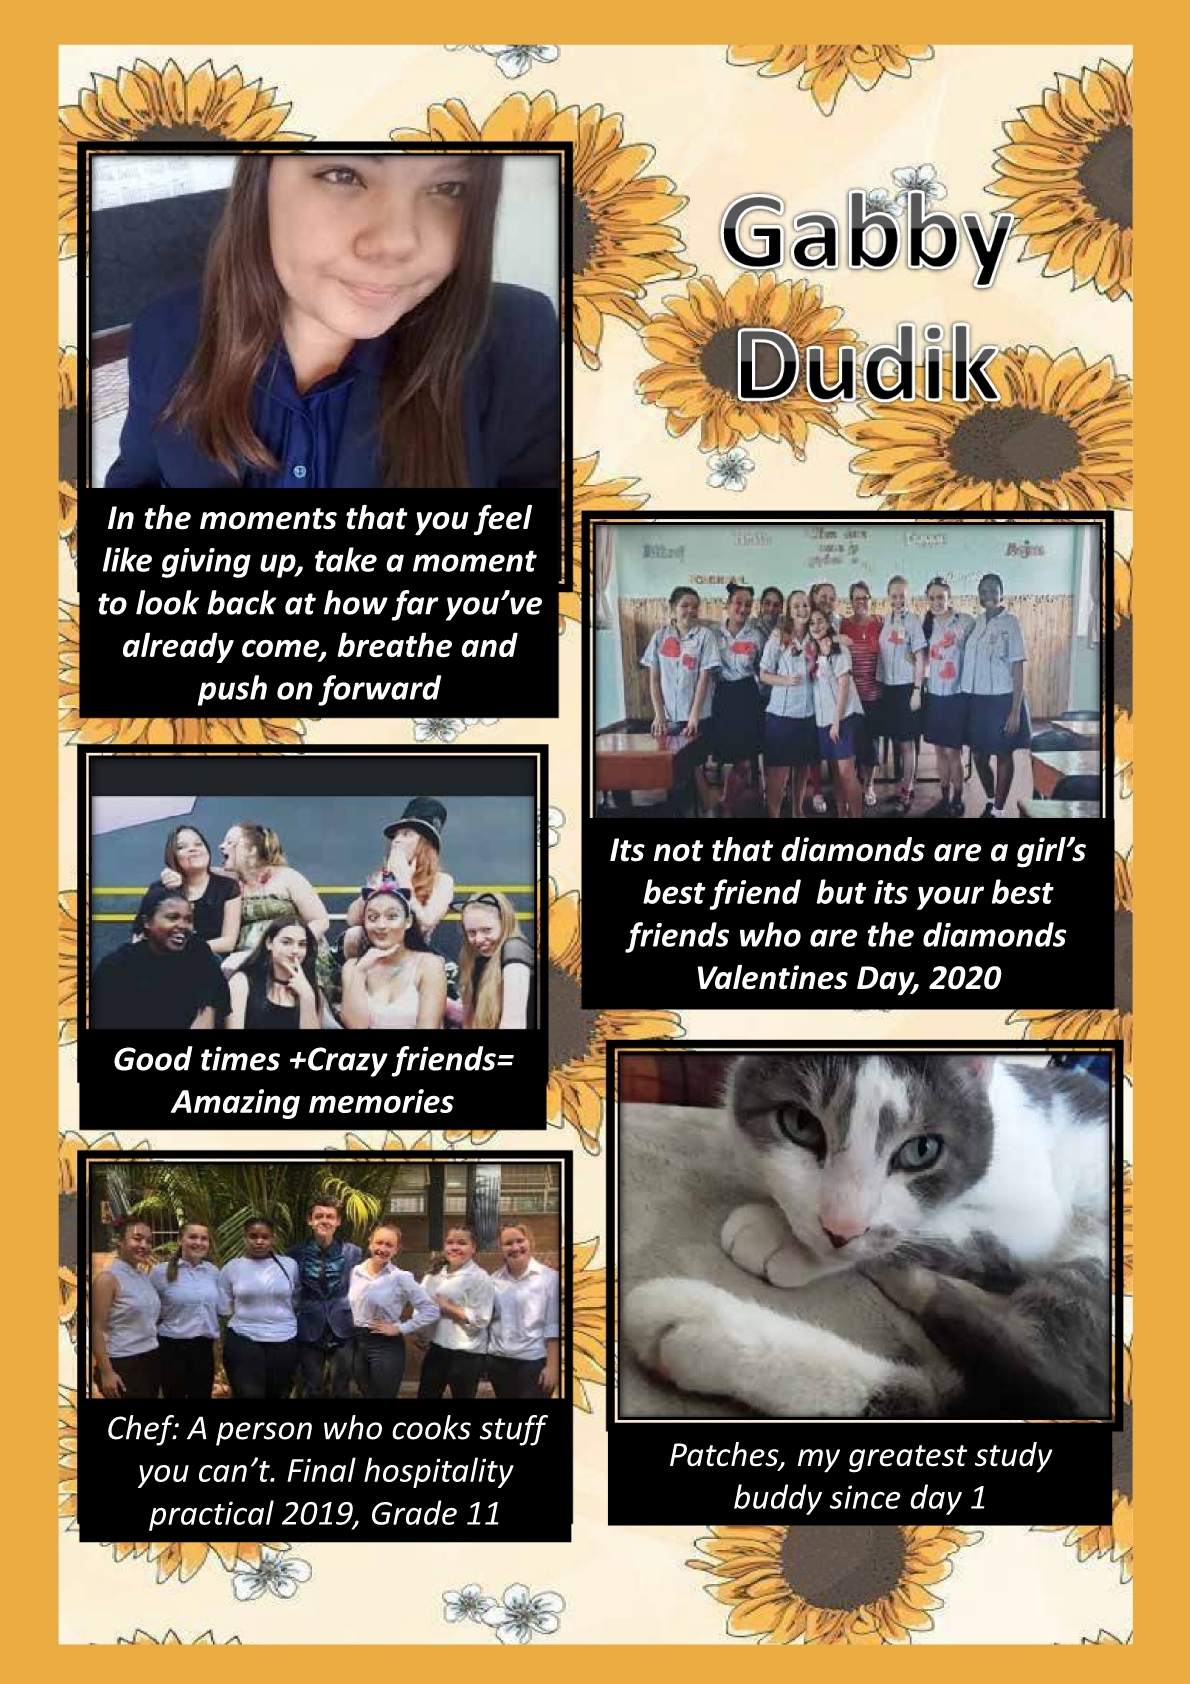 Gabby
Dudik
In the moments that you feel
like giving up, take a moment
to look back at how far you’ve
already come, breathe and
push on forward
Its not that diamonds are a girl’s
best friend  but its your best
friends who are the diamonds
Valentines Day, 2020
Good times +Crazy friends=
Amazing memories
Chef: A person who cooks stuff
you can’t. Final hospitality
practical 2019, Grade 11
Patches, my greatest study
buddy since day 1